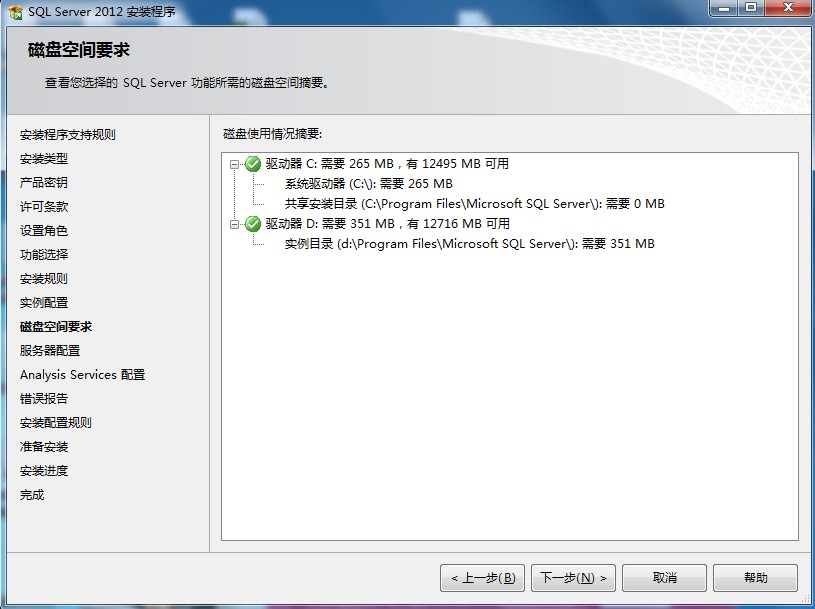 SQL Server 2012 安装程序
磁盘空间要求
查看您选择的 SQL Server 功能所需的磁盘空间摘要。
安装程序支持规则
安装类型
产品密钥
许可条款
设置角色
功能选择
安装规则
实例配置
磁盘空间要求
服务器配置
Analysis Services 配置
错误报告
安装配置规则
准备安装
安装进度
完成
磁盘使用情况摘要:
驱动器 C: 需要 265 MB，有 12495 MB 可用
系统驱动器 (C:\): 需要 265 MB
共享安装目录 (C:\Program Files\Microsoft SQL Server\): 需要 0 MB
驱动器 D: 需要 351 MB，有 12716 MB 可用
实例目录 (d:\Program Files\Microsoft SQL Server\): 需要 351 MB
< 上一步(B)
下一步(N) >
取消
帮助